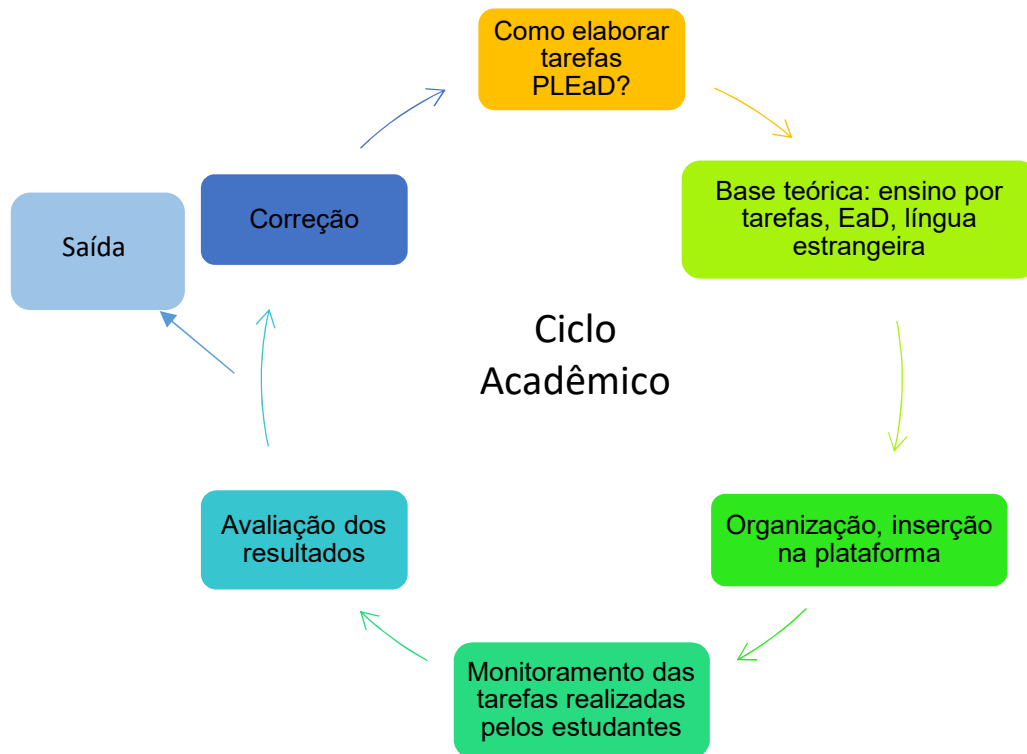 Como elaborar
tarefas
PLEaD?
Base teórica: ensino por
tarefas, EaD, língua
estrangeira
Organização, inserção
na plataforma
Monitoramento das
tarefas realizadas
pelos estudantes
Avaliação dos
resultados
Correção
Saída
Ciclo
Acadêmico